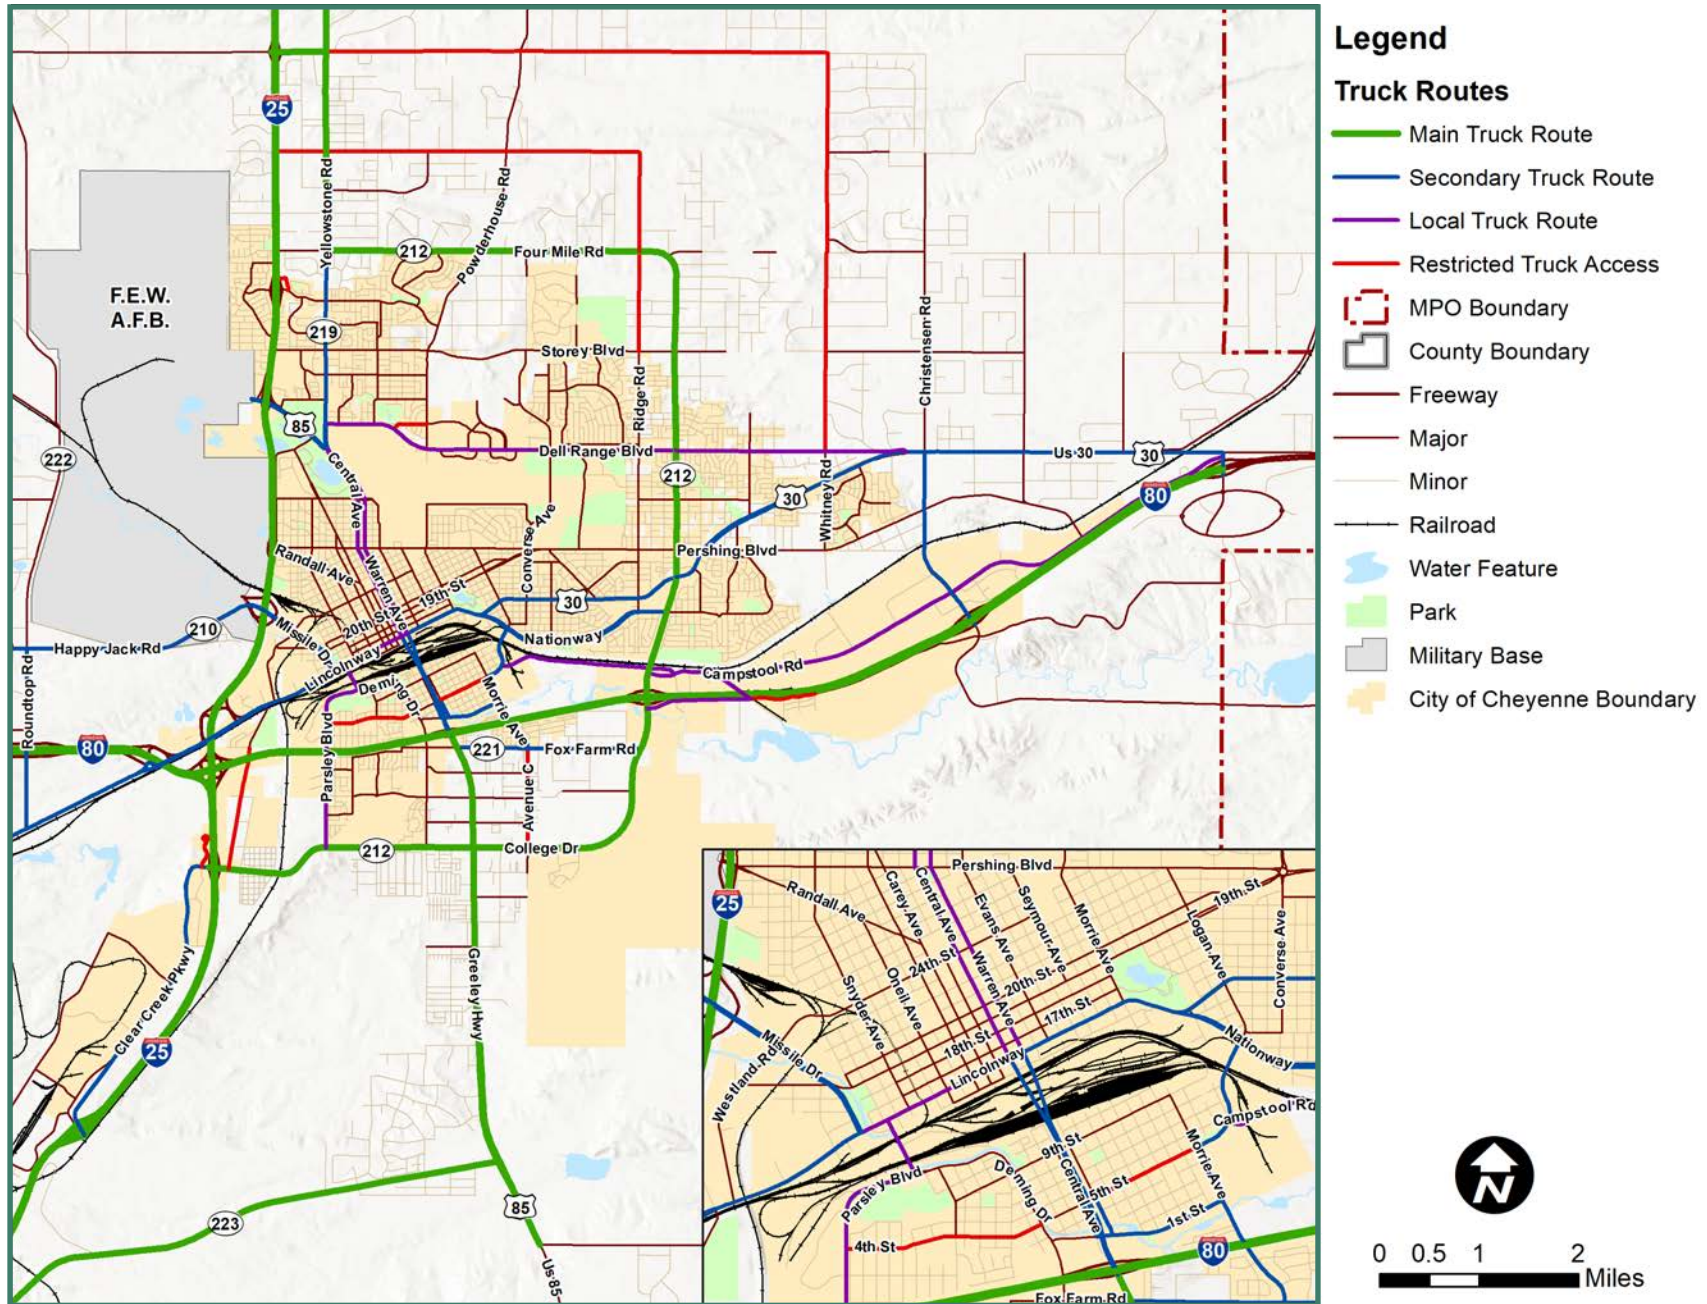 Legend
Truck Routes
Main Truck Route
Secondary Truck Route
Local Truck Route
Restricted Truck Access
MPO Boundary
County Boundary
Freeway
Major
Minor
Railroad
Water Feature
Park
Military Base
City of Cheyenne Boundary
N
0 0.5 1 2
Miles
25
Yellowstone Rd
Powderhouse Rd
212
Four Mile Rd
F.E.W.
A.F.B.
219
Storey Blvd
Ridge Rd
Christensen Rd
85
222
Central Ave
Dell Range Blvd
212
Us 30
30
30
80
Whitney Rd
Converse Ave
Pershing Blvd
Randall Ave
Warren Ave
19th St
20th St
30
210
Missile Dr
Nationway
Happy Jack Rd
Lincolnway
Campstool Rd
Roundtop Rd
Deming Dr
Morrie Ave
Parsley Blvd
80
221
Fox Farm Rd
Avenue C
212
College Dr
Greeley Hwy
Clear Creek Pkwy
25
223
85
Us 85
Pershing Blvd
25
Randall Ave
Carey Ave
Central Ave
Evans Ave
Seymour Ave
Morrie Ave
Logan Ave
19th St
Converse Ave
24th St
20th St
Snyder Ave
Oneil Ave
Warren Ave
17th St
18th St
Missile Dr
Westland Rd
Lincolnway
Nationway
Campstool Rd
9th St
Parsley Blvd
Deming Dr
Central Ave
5th St
Morrie Ave
1st St
4th St
80
Fox Farm Rd